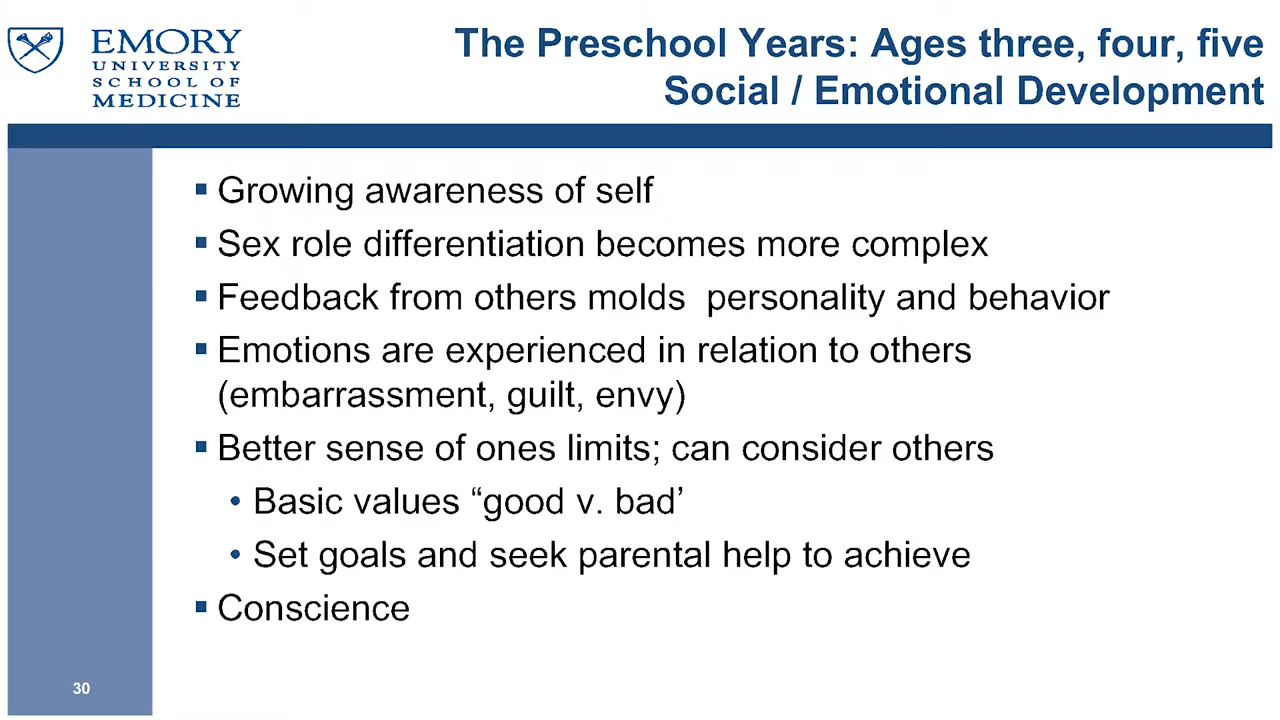 EMORY
UNIVERSITY
SCHOOL OF
MEDICINE
The Preschool Years: Ages three, four, five
Social / Emotional Development
▪ Growing awareness of self
▪ Sex role differentiation becomes more complex
▪ Feedback from others molds  personality and behavior
▪ Emotions are experienced in relation to others
(embarrassment, guilt, envy)
▪ Better sense of ones limits; can consider others
• Basic values “good v. bad’
• Set goals and seek parental help to achieve
▪ Conscience
30